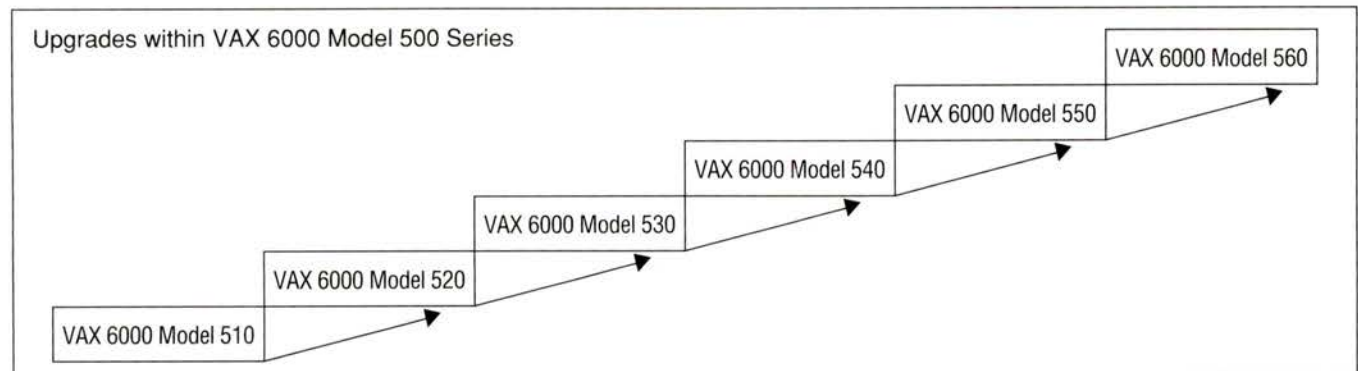 Upgrades within VAX 6000 Model 500 Series
VAX 6000 Model 560
VAX 6000 Model 550
VAX 6000 Model 540
VAX 6000 Model 530
VAX 6000 Model 520
VAX 6000 Model 510